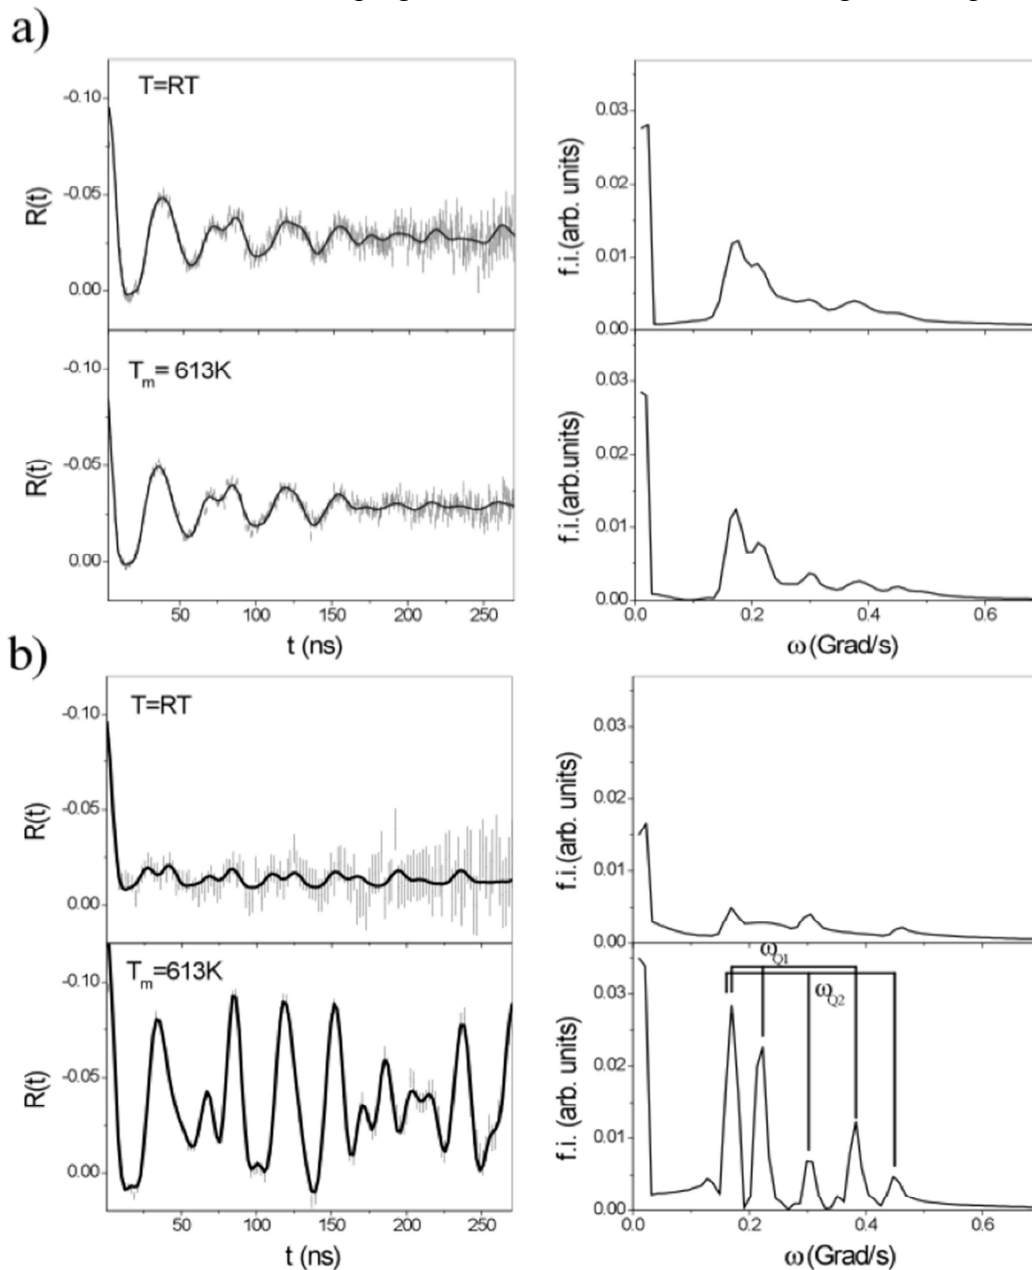 a)
T=RT
-0.10
-0.05
0.00
R(t)
0.03
0.02
0.01
0.00
f.i.(arb. units)
Tm= 613K
-0.10
-0.05
0.00
R(t)
50 100 150 200 250
t (ns)
0.03
0.02
0.01
0.00
f.i.(arb.units)
0.0 0.2 0.4 0.6
ω(Grad/s)
b)
T=RT
-0.10
-0.05
0.00
R(t)
0.03
0.02
0.01
0.00
f.i.(arb. units)
Tm=613K
-0.10
-0.05
0.00
R(t)
50 100 150 200 250
t (ns)
ωQ1
ωQ2
0.03
0.02
0.01
0.00
f.i. (arb. units)
0.0 0.2 0.4 0.6
ω(Grad/s)